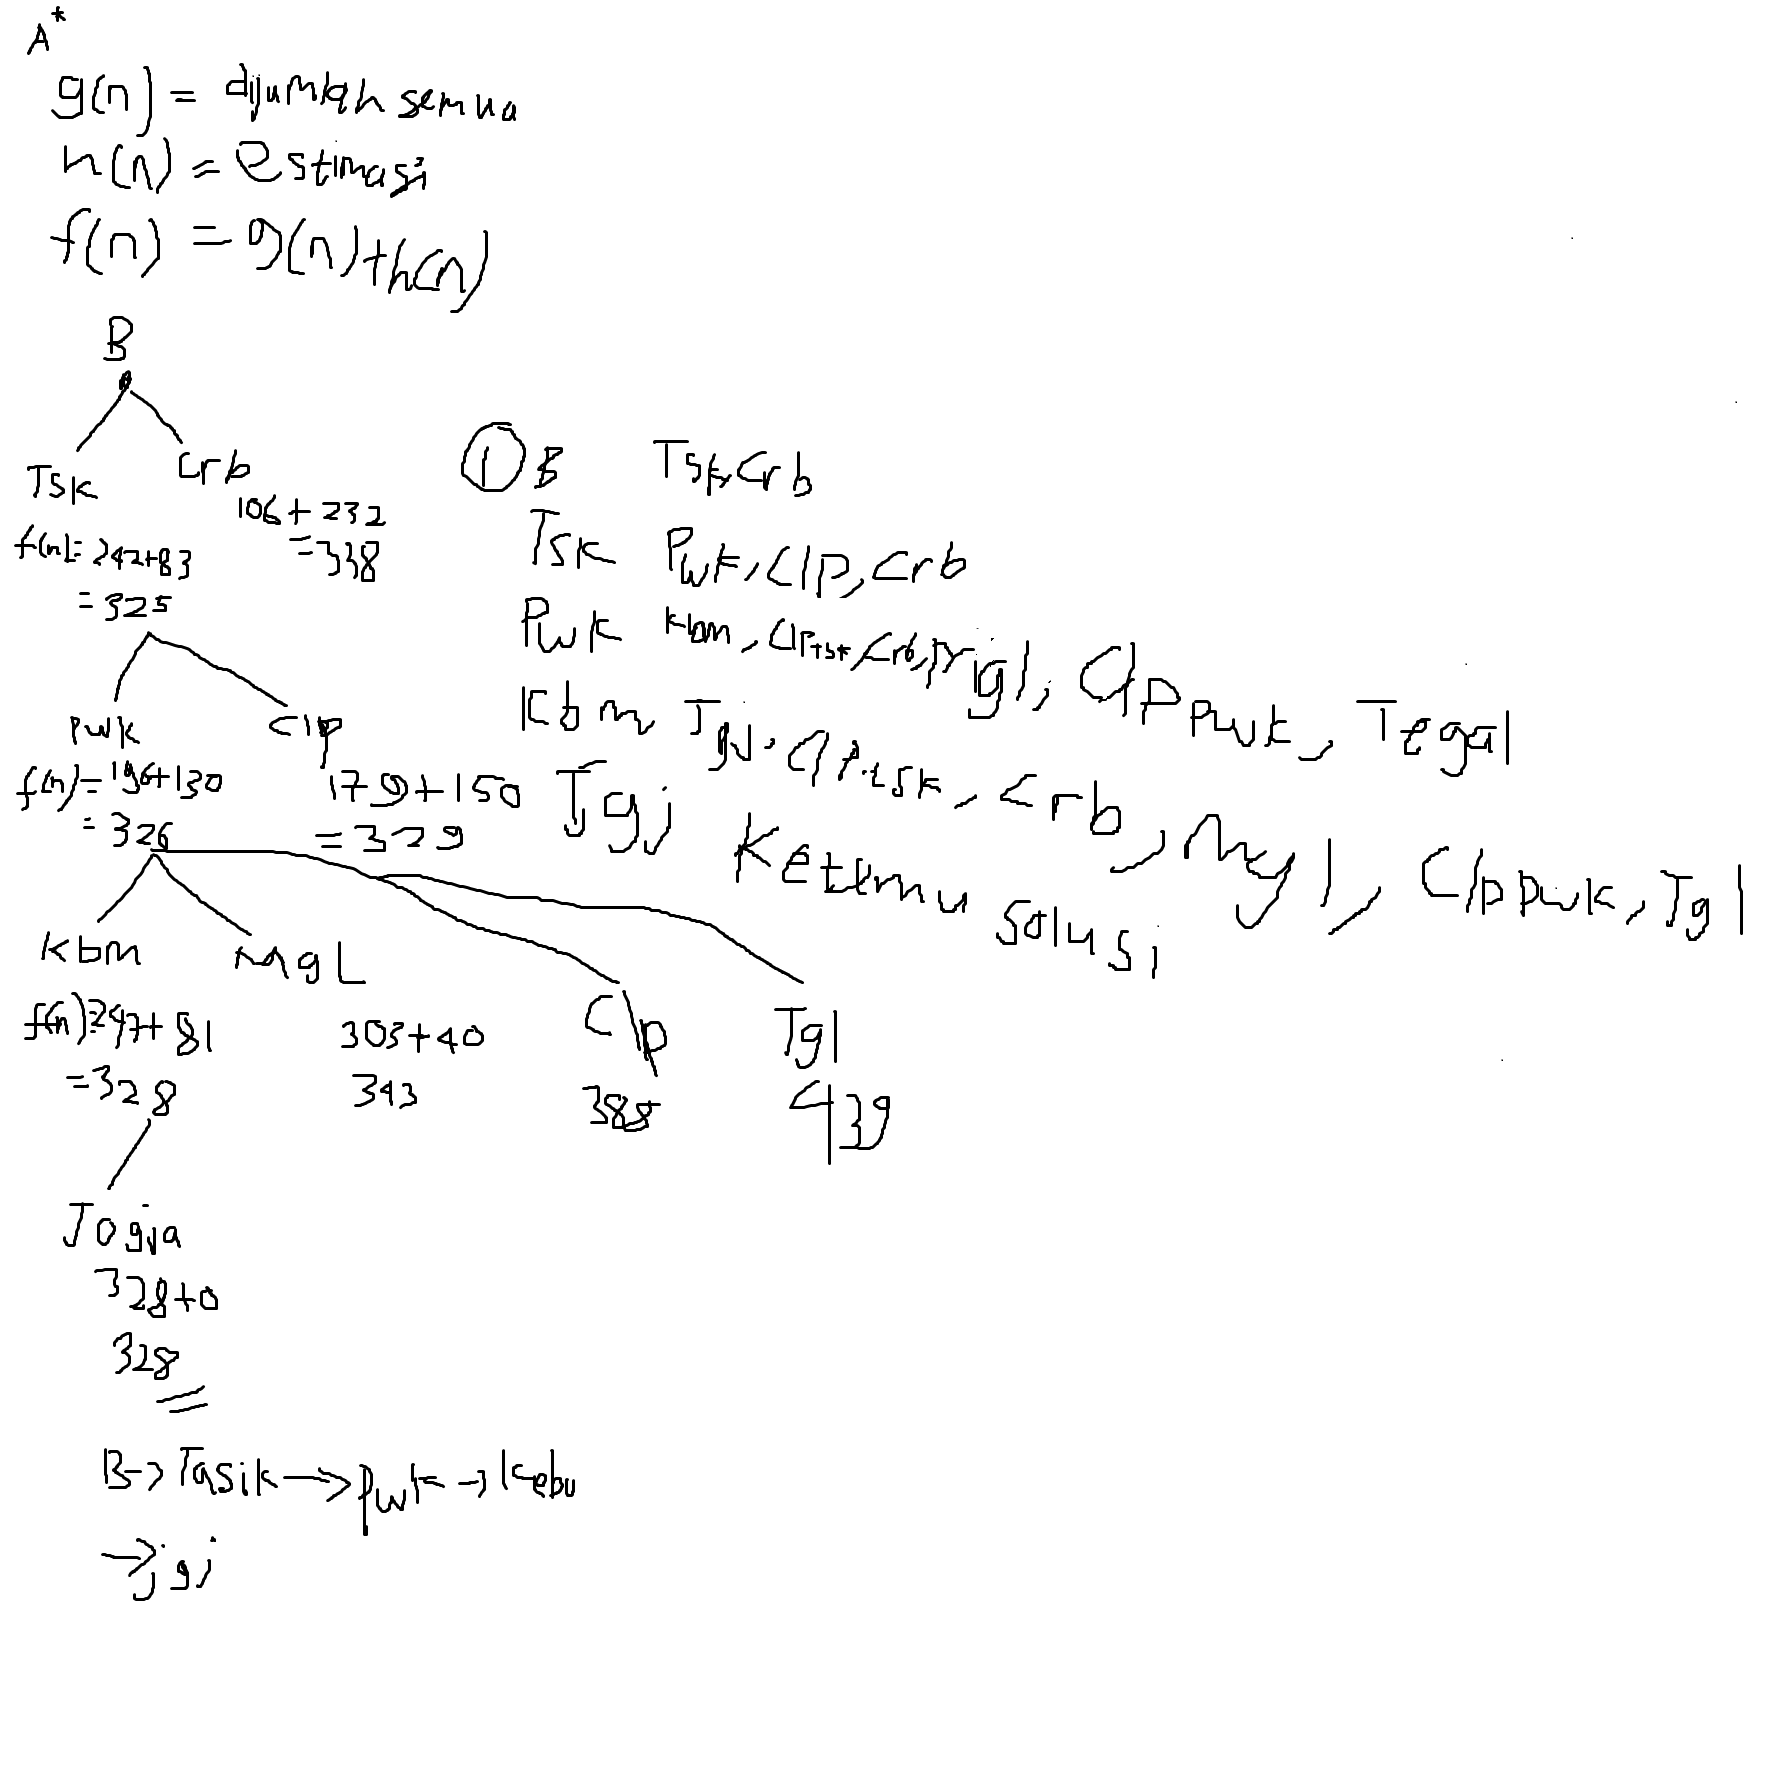 A*
g(n) = dijumlah semua
h(n) = estimasi
f(n) = g(n)+h(n)
B
Tsk Crb
f(n) = 242+83
= 325
106 + 232
= 338
Pwk Clp
f(n) = 196+130
= 326
179+150
= 329
Kbm MgL Clp Tgl
f(n) = 247+81
= 328
303+40
343
388
439
Jogja
328+0
328
B -> Tasik -> pwk -> kebu
-> jgj
1 B Tsk, Crb
Tsk Pwk, Clp, Crb
Pwk Kbm, Clp tsk, Crb, Mgl, Clp pwk, Tegal
Kbm Jgj, Clp tsk, Crb, Mgl, Clp pwk, Tgl
Jgj Ketemu solusi